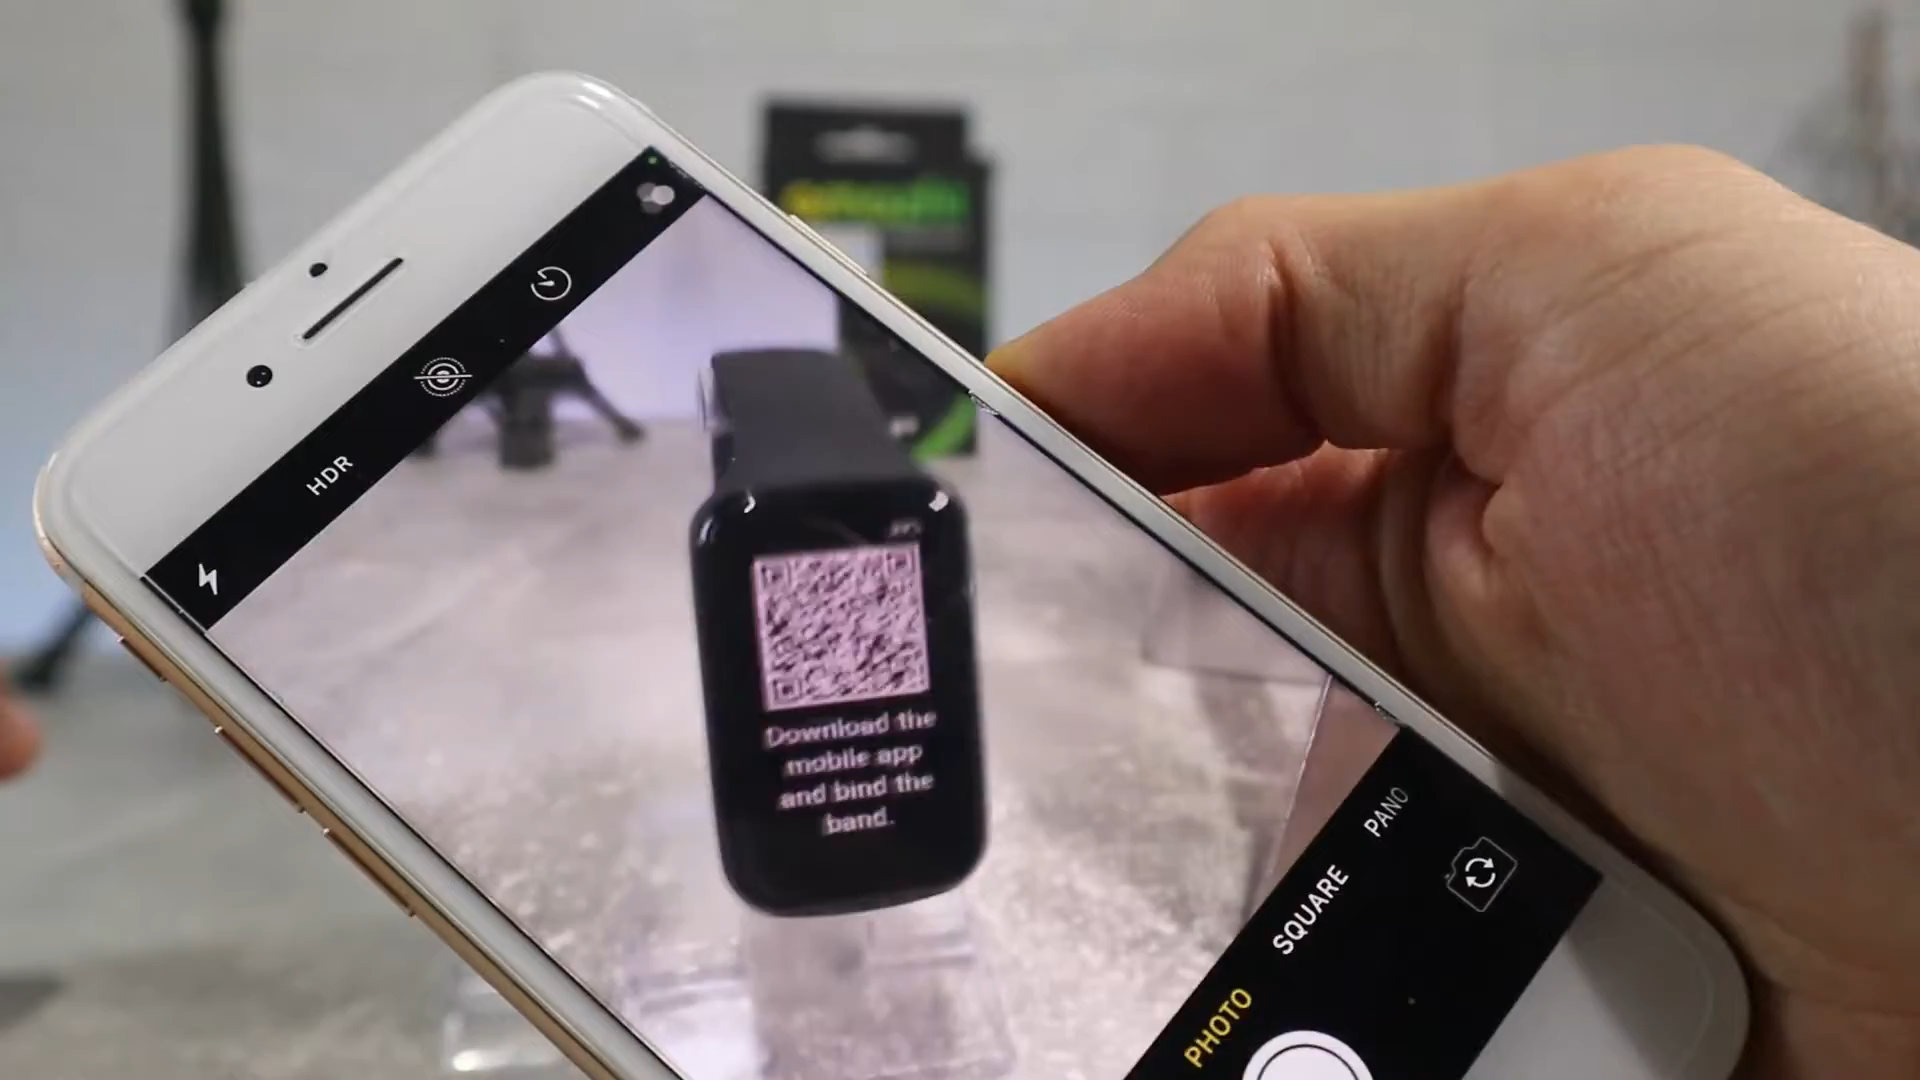 HDR
Download the
mobile app
and bind the
band.
PANO
SQUARE
PHOTO